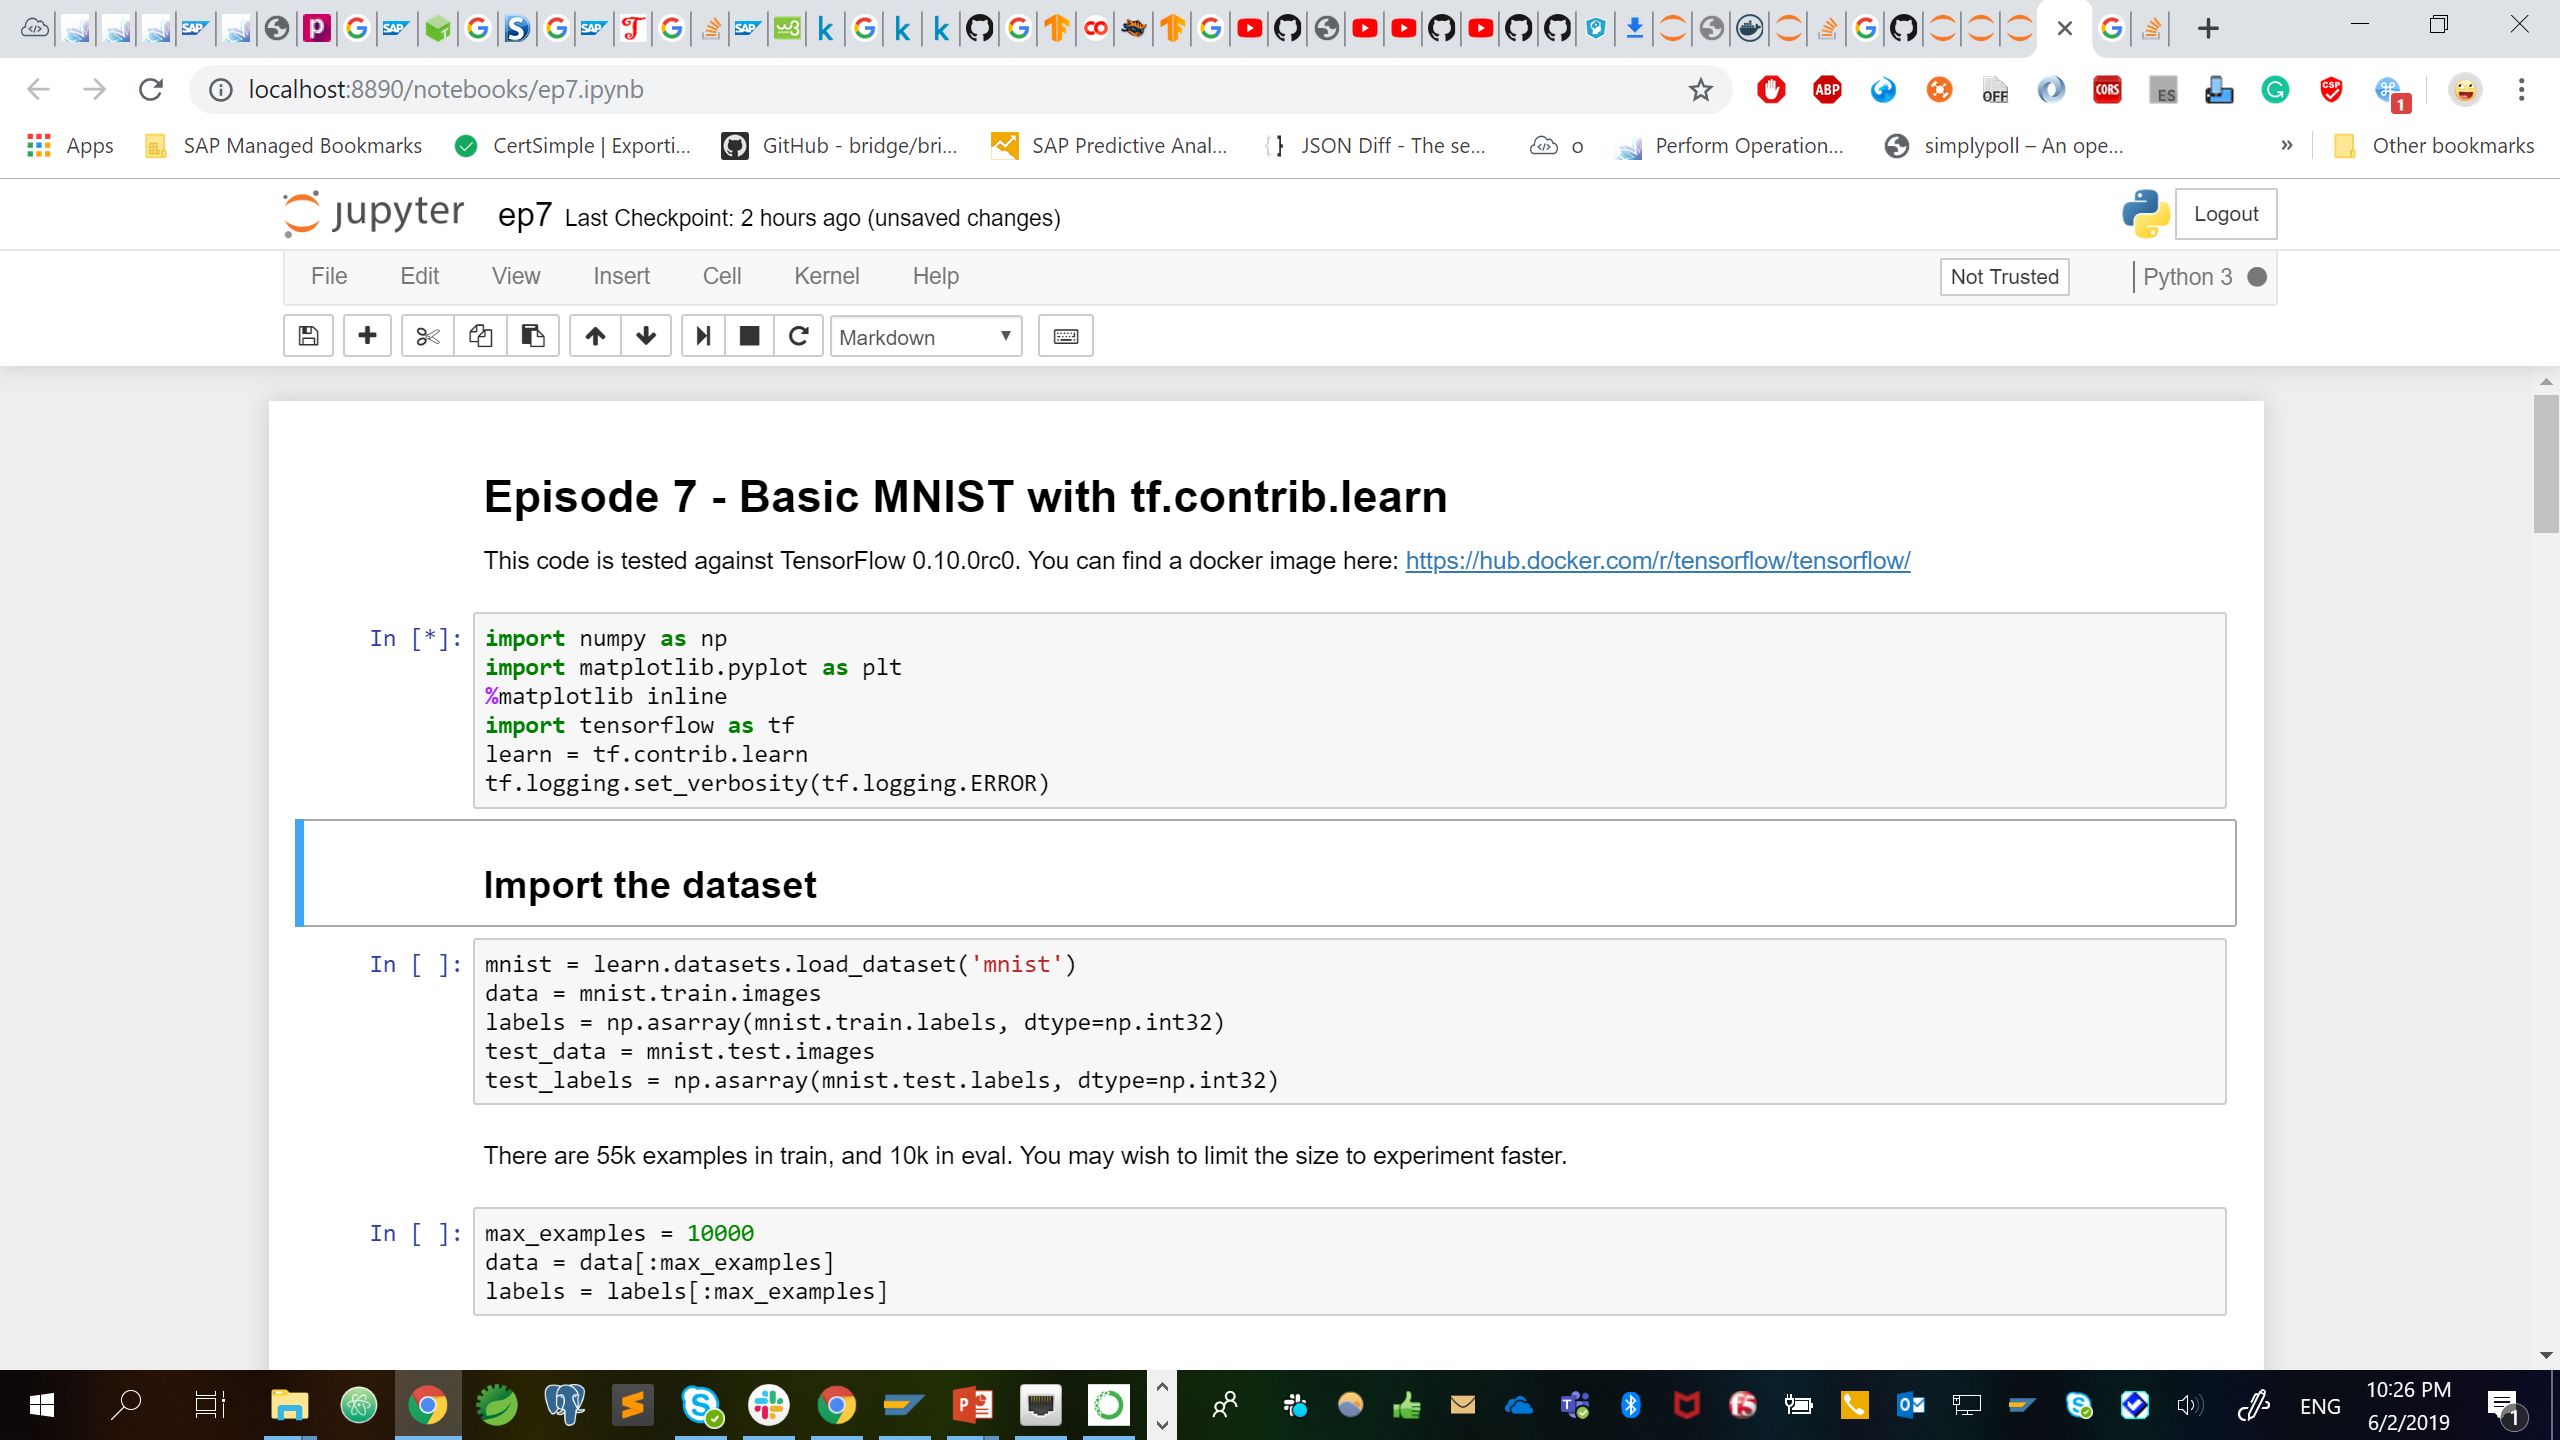 localhost:8890/notebooks/ep7.ipynb
ABP
OFF
CORS
ES
CSP
1
Apps
SAP Managed Bookmarks
CertSimple | Exporti...
GitHub - bridge/bri...
SAP Predictive Anal...
JSON Diff - The se...
o
Perform Operation...
simplypoll – An ope...
»
Other bookmarks
jupyter
ep7 Last Checkpoint: 2 hours ago (unsaved changes)
Logout
File
Edit
View
Insert
Cell
Kernel
Help
Not Trusted
Python 3
Markdown
Episode 7 - Basic MNIST with tf.contrib.learn
This code is tested against TensorFlow 0.10.0rc0. You can find a docker image here: https://hub.docker.com/r/tensorflow/tensorflow/
In [*]:
import numpy as np
import matplotlib.pyplot as plt
%matplotlib inline
import tensorflow as tf
learn = tf.contrib.learn
tf.logging.set_verbosity(tf.logging.ERROR)
Import the dataset
In [ ]:
mnist = learn.datasets.load_dataset('mnist')
data = mnist.train.images
labels = np.asarray(mnist.train.labels, dtype=np.int32)
test_data = mnist.test.images
test_labels = np.asarray(mnist.test.labels, dtype=np.int32)
There are 55k examples in train, and 10k in eval. You may wish to limit the size to experiment faster.
In [ ]:
max_examples = 10000
data = data[:max_examples]
labels = labels[:max_examples]
ENG
10:26 PM
6/2/2019
1